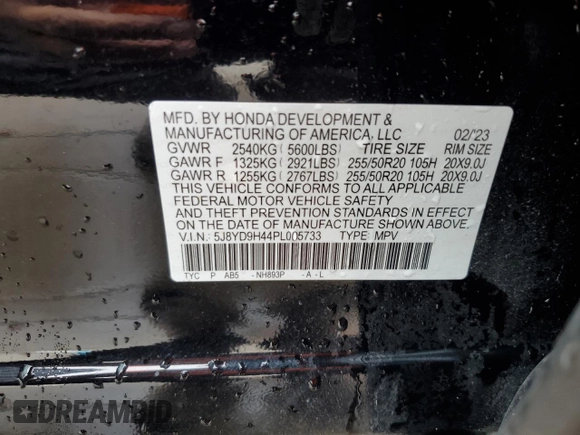 MFD. BY HONDA DEVELOPMENT &
MANUFACTURING OF AMERICA, LLC 02/'23
GVWR 2540KG (5600LBS) TIRE SIZE RIM SIZE
GAWR F 1325KG (2921LBS) 255/50R20 105H 20X9.0J
GAWR R 1255KG (2767LBS) 255/50R20 105H 20X9.0J
THIS VEHICLE CONFORMS TO ALL APPLICABLE
FEDERAL MOTOR VEHICLE SAFETY
AND THEFT PREVENTION STANDARDS IN EFFECT
ON THE DATE OF MANUFACTURE SHOWN ABOVE.
V.I.N.: 5J8YD9H44PL005733 TYPE: MPV
TYC P AB5 -NH893P -A-L
DREAMBID